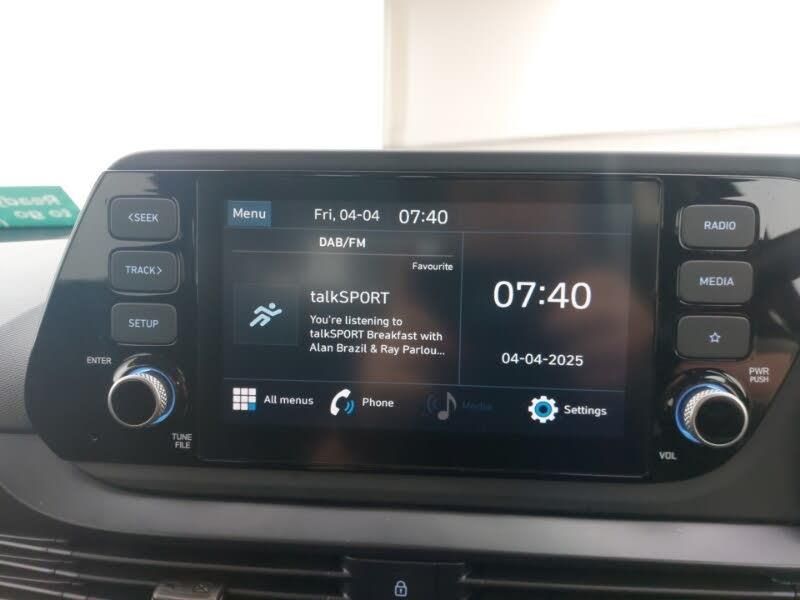 <SEEK
TRACK>
SETUP
ENTER
TUNE
FILE
Menu
Fri, 04-04 07:40
DAB/FM
Favourite
talkSPORT
You're listening to
talkSPORT Breakfast with
Alan Brazil & Ray Parlou...
07:40
04-04-2025
All menus
Phone
Media
Settings
RADIO
MEDIA
PWR
PUSH
VOL